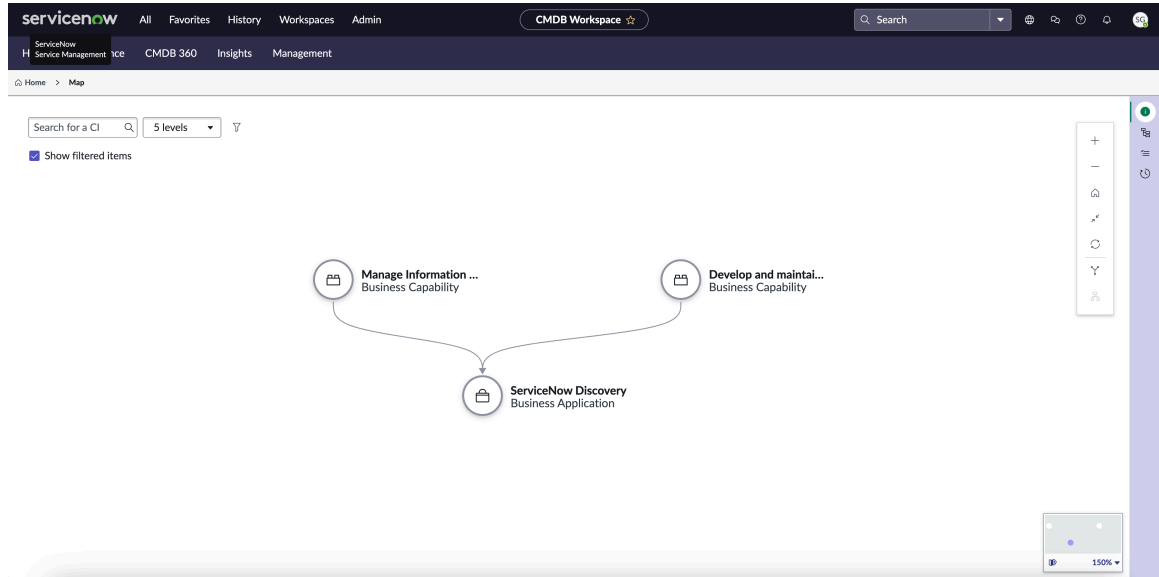 servicenow
All Favorites History Workspaces Admin
CMDB Workspace
Search
SG
ServiceNow
Service Management
CMDB 360 Insights Management
Home > Map
Search for a CI
5 levels
Show filtered items
Manage Information ...
Business Capability
Develop and maintai...
Business Capability
ServiceNow Discovery
Business Application
150%